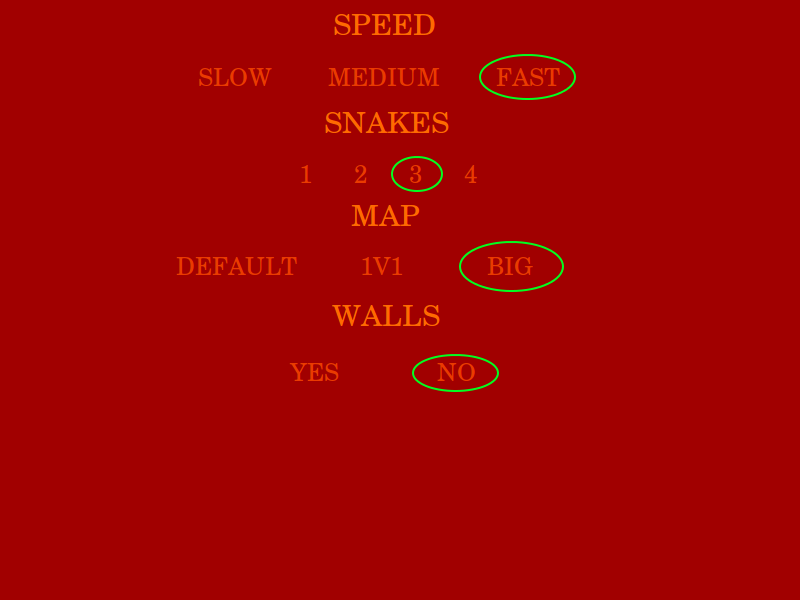 SPEED
SLOW MEDIUM FAST
SNAKES
1 2 3 4
MAP
DEFAULT 1V1 BIG
WALLS
YES NO